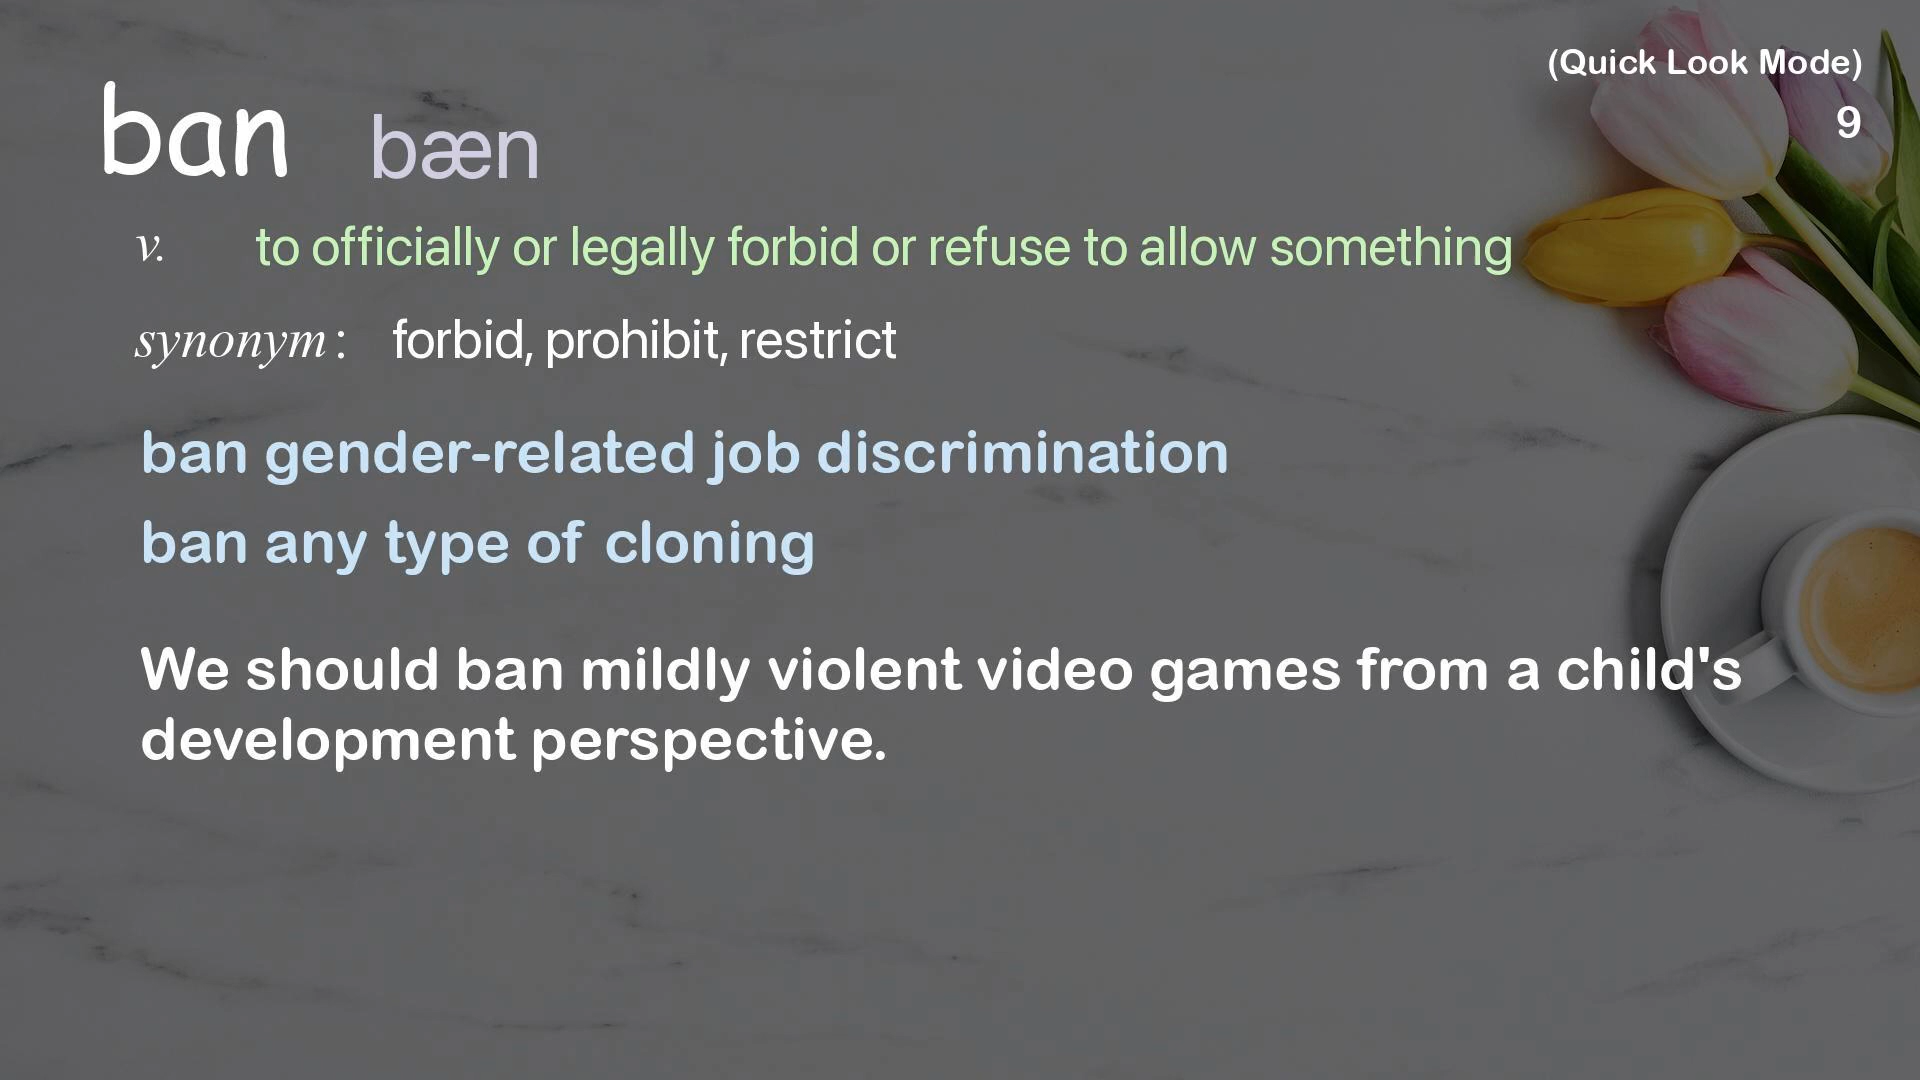 (Quick Look Mode)
9
ban bæn
v. to officially or legally forbid or refuse to allow something
synonym : forbid, prohibit, restrict
ban gender-related job discrimination
ban any type of cloning
We should ban mildly violent video games from a child's
development perspective.